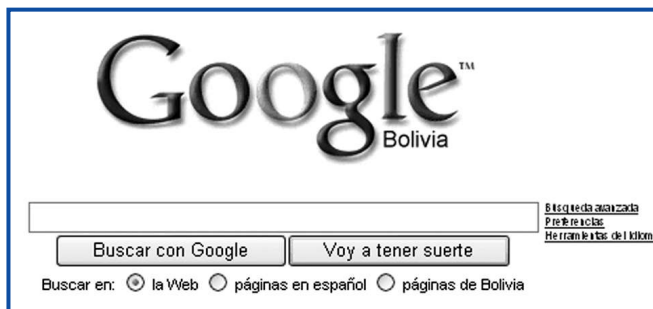 Google™
Bolivia
Búsqueda avanzada
Preferencias
Herramientas del idiom
Buscar con Google Voy a tener suerte
Buscar en: la Web páginas en español páginas de Bolivia